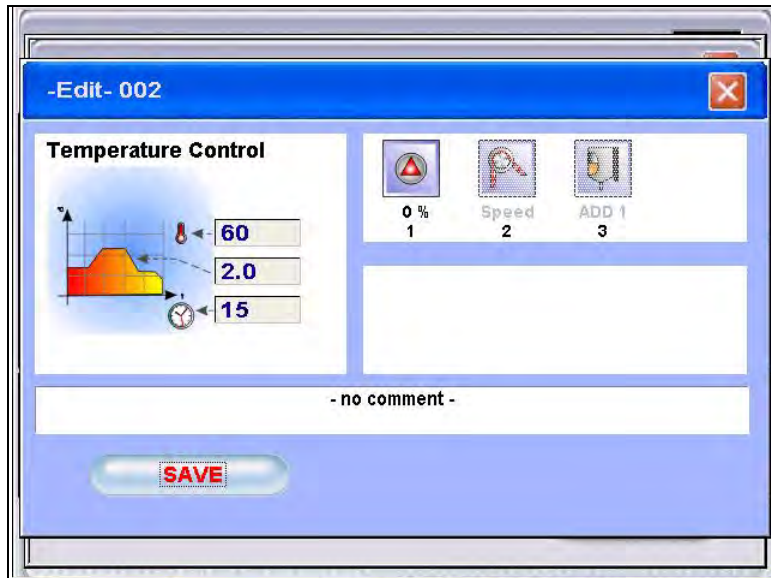 -Edit- 002
Temperature Control
60
2.0
15
0 %
1
Speed
2
ADD 1
3
- no comment -
SAVE